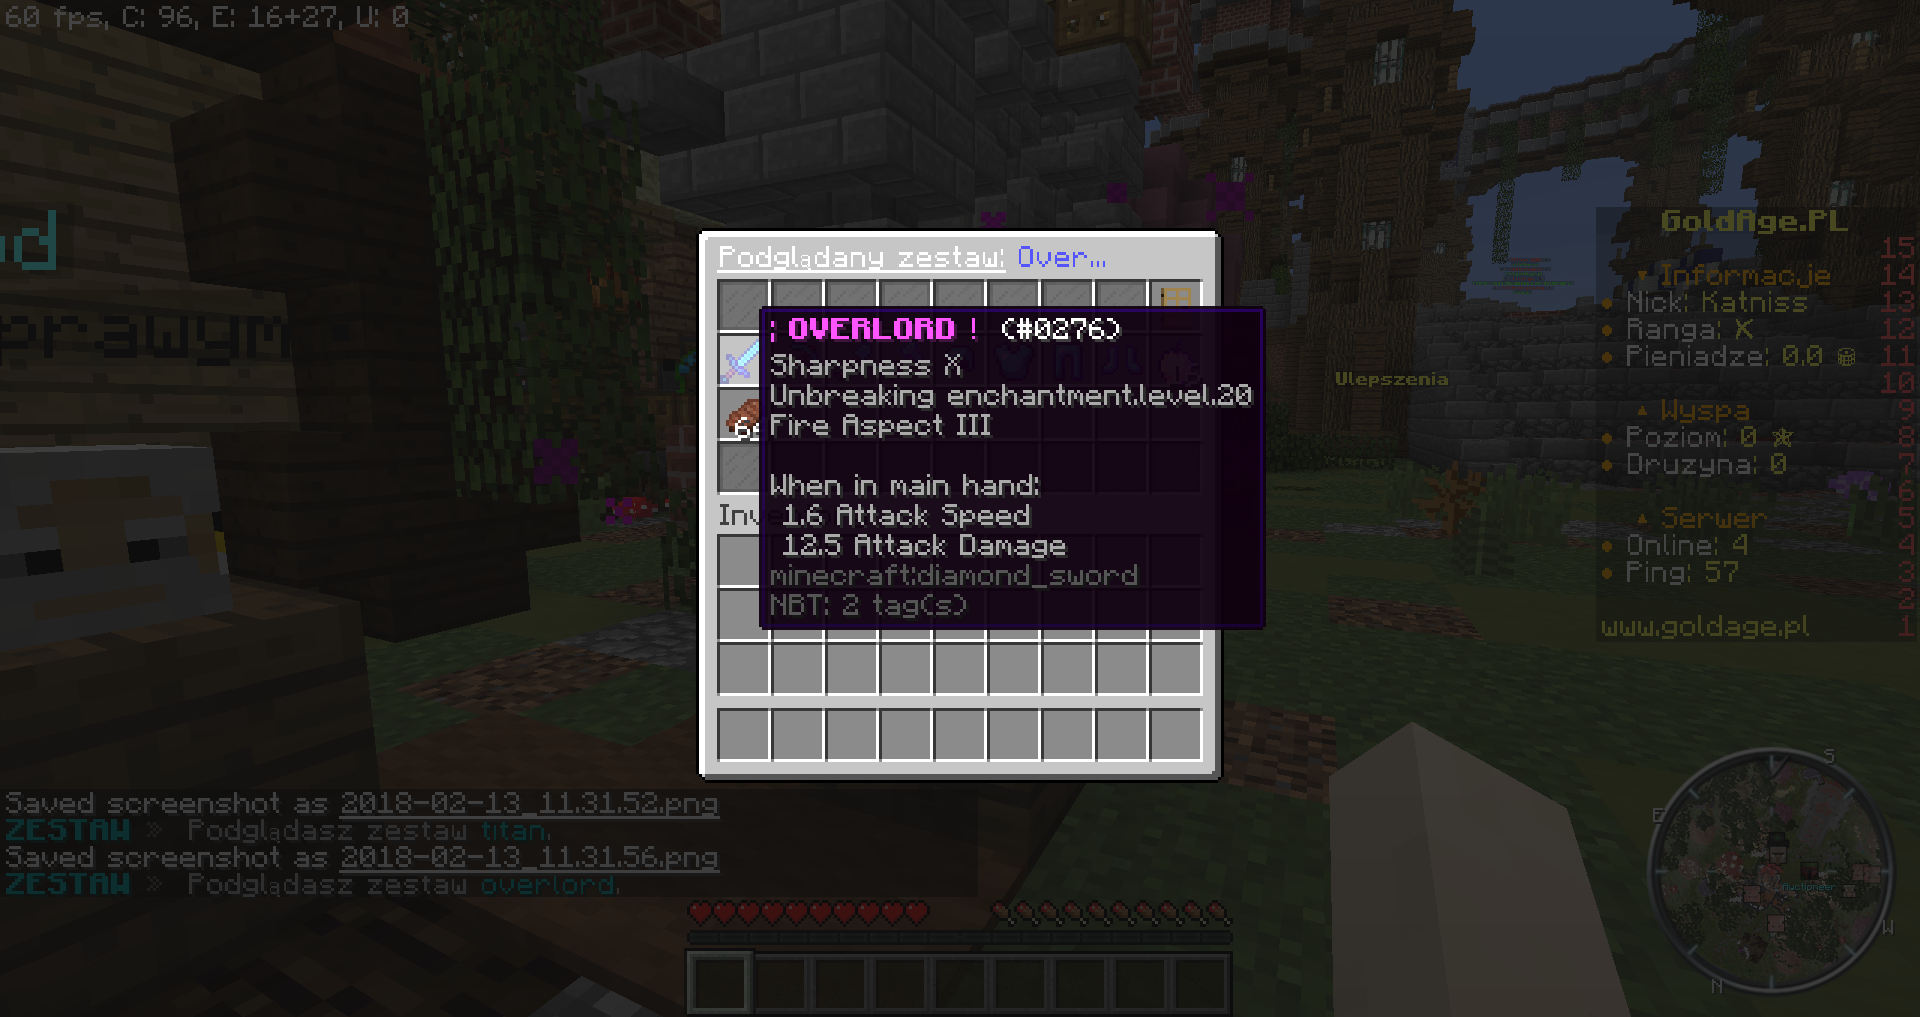 60 fps, C: 96, E: 16+27, U: 0
Podglądany zestaw: Over...
¡ OVERLORD ! (#0276)
Sharpness X
Unbreaking enchantment.level.20
Fire Aspect III
When in main hand:
1.6 Attack Speed
12.5 Attack Damage
minecraft:diamond_sword
NBT: 2 tag(s)
Inv
prawym
Ulepszenia
GoldAge.PL
15
▼ Informacje 14
● Nick: Katniss 13
● Ranga: X 12
● Pieniadze: 0.0 11
10
▲ Wyspa 9
● Poziom: 0 8
● Druzyna: 0 7
6
▲ Serwer 5
● Online: 4 4
● Ping: 57 3
2
www.goldage.pl 1
Saved screenshot as 2018-02-13_11.31.52.png
ZESTAW » Podglądasz zestaw titan.
Saved screenshot as 2018-02-13_11.31.56.png
ZESTAW » Podglądasz zestaw overlord.
S
E
Auctioneer
W
N